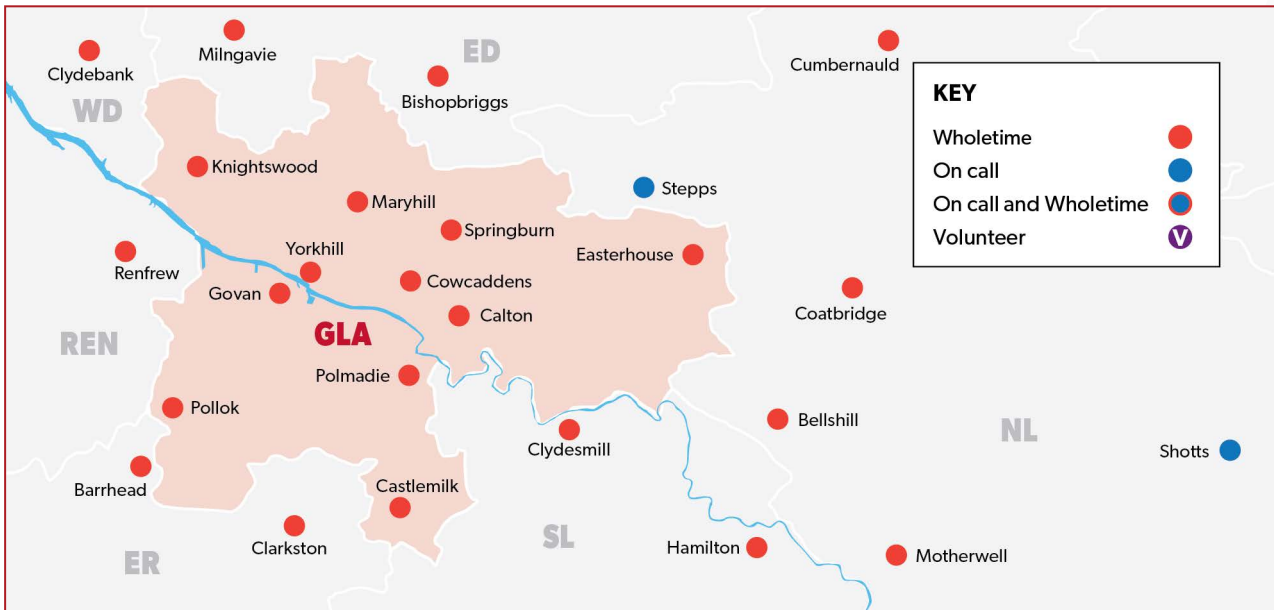 Milngavie
ED
Clydebank
Cumbernauld
WD
Bishopbriggs
KEY
Wholetime
On call
On call and Wholetime
Volunteer
V
Knightswood
Stepps
Maryhill
Springburn
Yorkhill
Easterhouse
Renfrew
Cowcaddens
Govan
Calton
Coatbridge
GLA
REN
Polmadie
Pollok
Bellshill
NL
Clydesmill
Shotts
Barrhead
Castlemilk
Clarkston
SL
Hamilton
Motherwell
ER